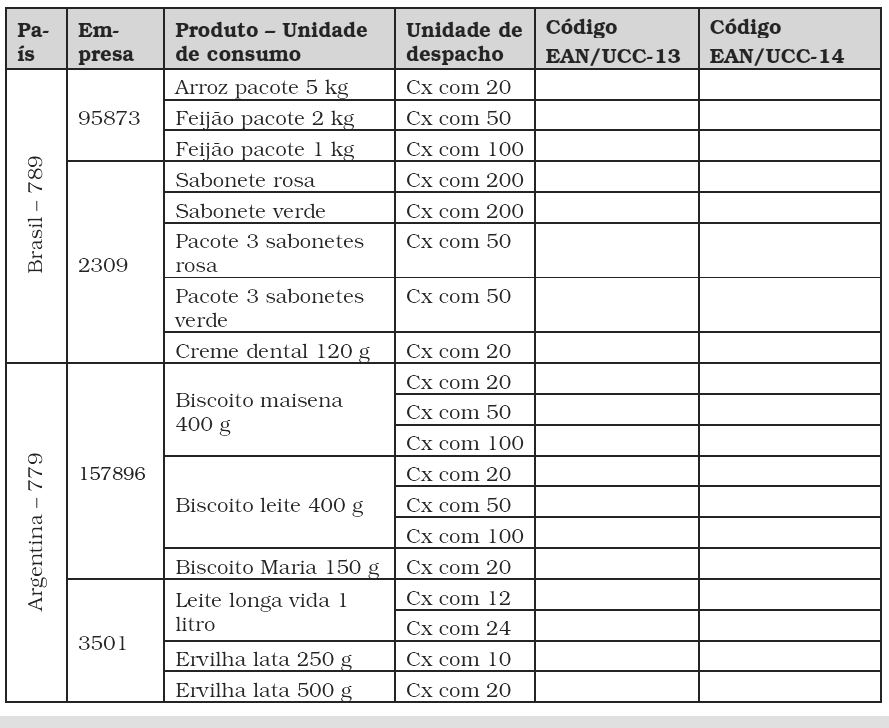 Pa-
ís
Em-
presa
Produto – Unidade
de consumo
Unidade de
despacho
Código
EAN/UCC-13
Código
EAN/UCC-14
Brasil – 789
95873
Arroz pacote 5 kg
Cx com 20
Feijão pacote 2 kg
Cx com 50
Feijão pacote 1 kg
Cx com 100
2309
Sabonete rosa
Cx com 200
Sabonete verde
Cx com 200
Pacote 3 sabonetes
rosa
Cx com 50
Pacote 3 sabonetes
verde
Cx com 50
Creme dental 120 g
Cx com 20
Argentina – 779
157896
Biscoito maisena
400 g
Cx com 20
Cx com 50
Cx com 100
Biscoito leite 400 g
Cx com 20
Cx com 50
Cx com 100
Biscoito Maria 150 g
Cx com 20
3501
Leite longa vida 1
litro
Cx com 12
Cx com 24
Ervilha lata 250 g
Cx com 10
Ervilha lata 500 g
Cx com 20